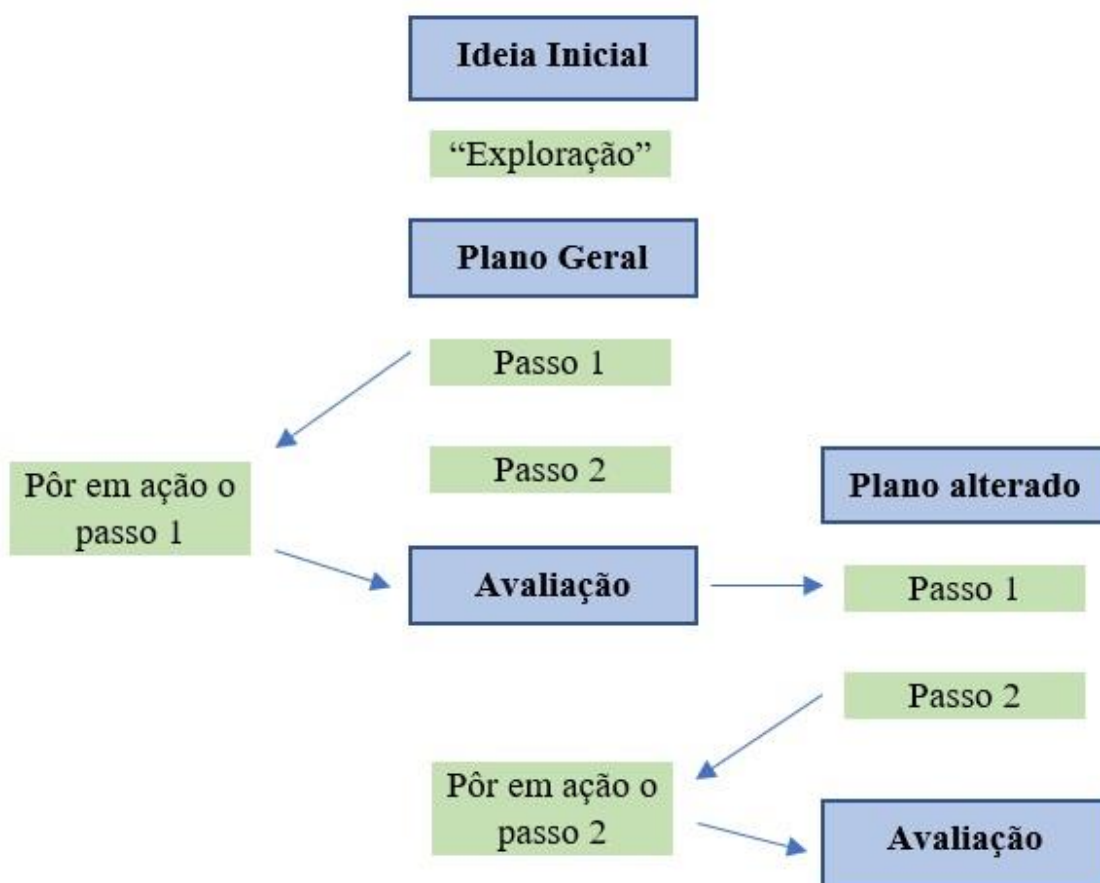 Ideia Inicial
“Exploração”
Plano Geral
Passo 1
Passo 2
Pôr em ação o
passo 1
Avaliação
Plano alterado
Passo 1
Passo 2
Pôr em ação o
passo 2
Avaliação